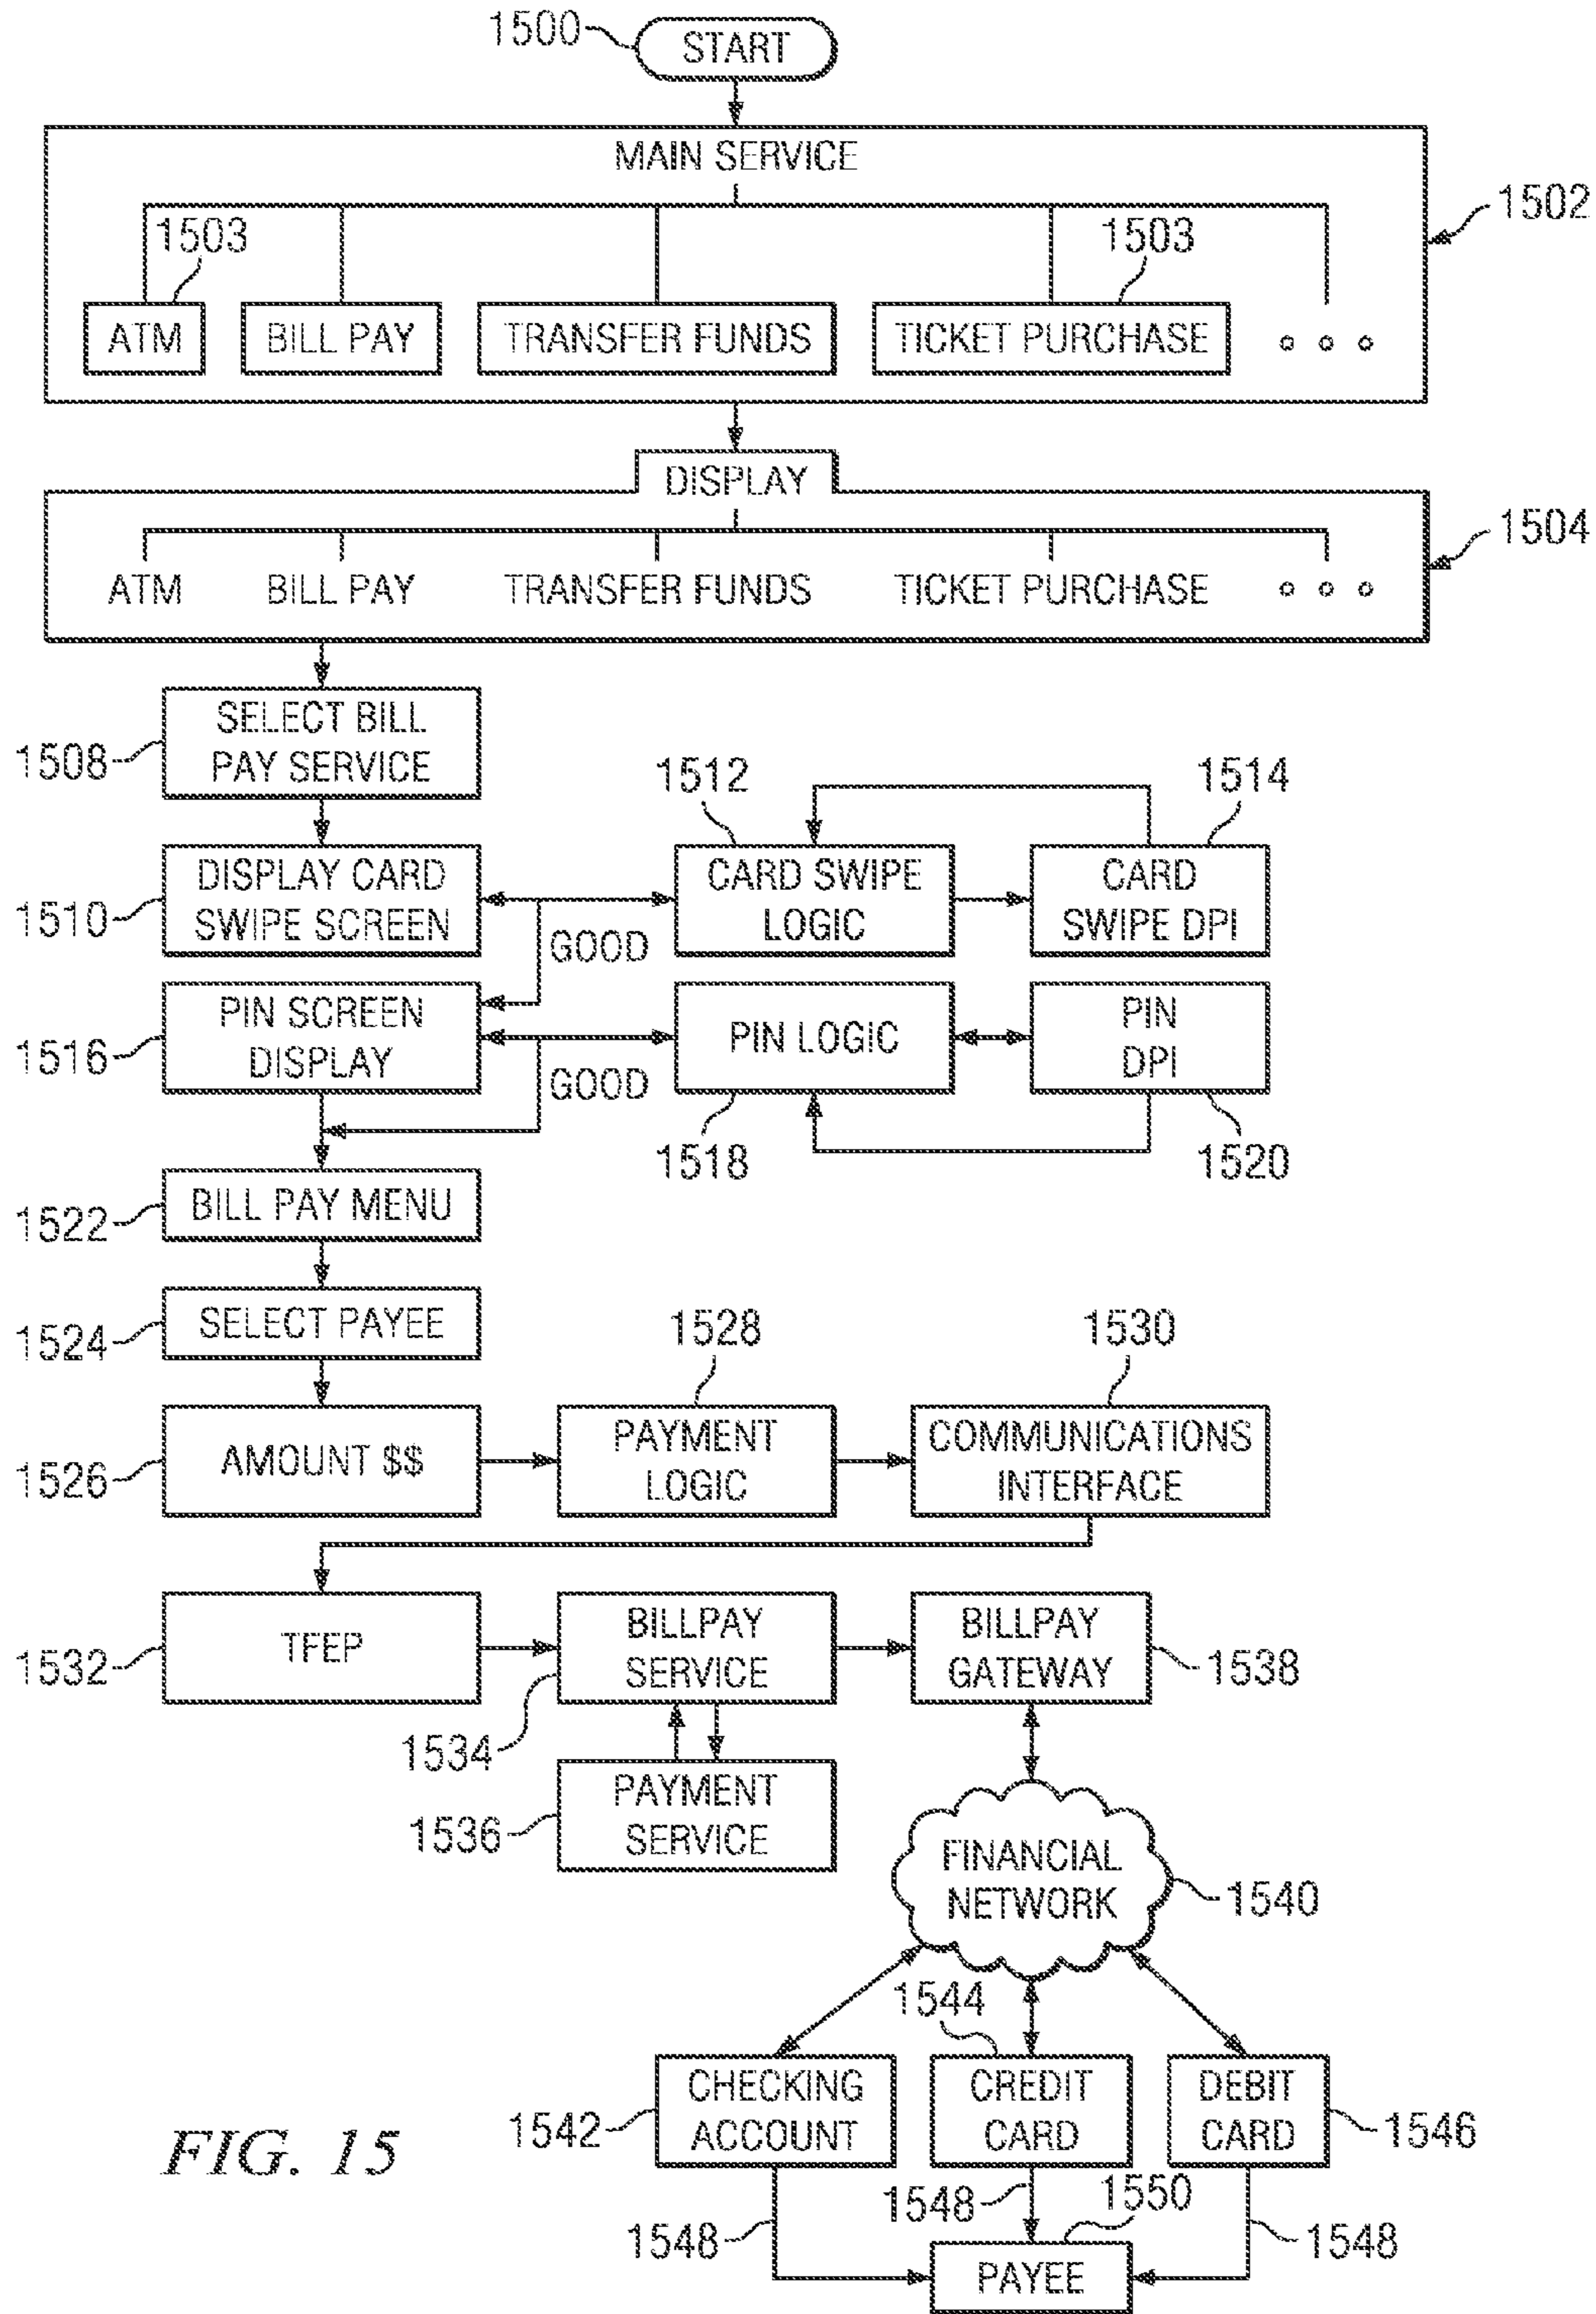 1500 START
MAIN SERVICE
1502
1503 1503
ATM BILL PAY TRANSFER FUNDS TICKET PURCHASE
DISPLAY
1504
ATM BILL PAY TRANSFER FUNDS TICKET PURCHASE
1508
SELECT BILL
PAY SERVICE
1510
DISPLAY CARD
SWIPE SCREEN
GOOD
1512
CARD SWIPE
LOGIC
1514
CARD
SWIPE DPI
1516
PIN SCREEN
DISPLAY
GOOD
PIN LOGIC
1518
PIN
DPI
1520
1522
BILL PAY MENU
1524
SELECT PAYEE
1526
AMOUNT $$
1528
PAYMENT
LOGIC
1530
COMMUNICATIONS
INTERFACE
1532
TFEP
BILLPAY
SERVICE
1534
BILLPAY
GATEWAY
1538
1536
PAYMENT
SERVICE
FINANCIAL
NETWORK
1540
1542
CHECKING
ACCOUNT
1544
CREDIT
CARD
DEBIT
CARD
1546
1548
1548
1550
1548
PAYEE
FIG. 15